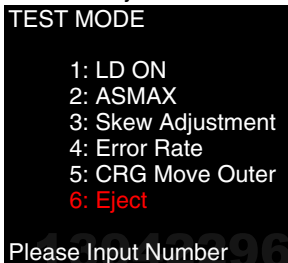 TEST MODE
1: LD ON
2: ASMAX
3: Skew Adjustment
4: Error Rate
5: CRG Move Outer
6: Eject
Please Input Number